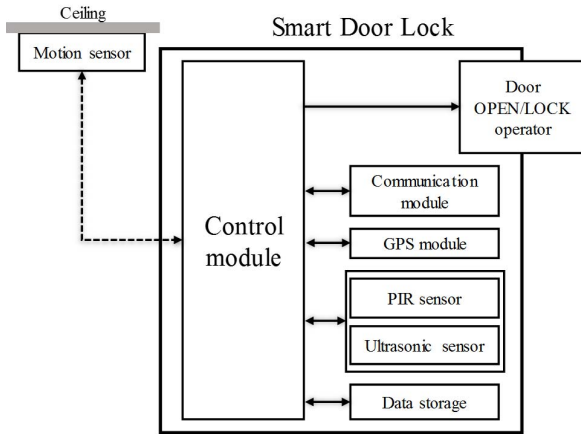 Ceiling
Motion sensor
Smart Door Lock
Control
module
Door
OPEN/LOCK
operator
Communication
module
GPS module
PIR sensor
Ultrasonic sensor
Data storage